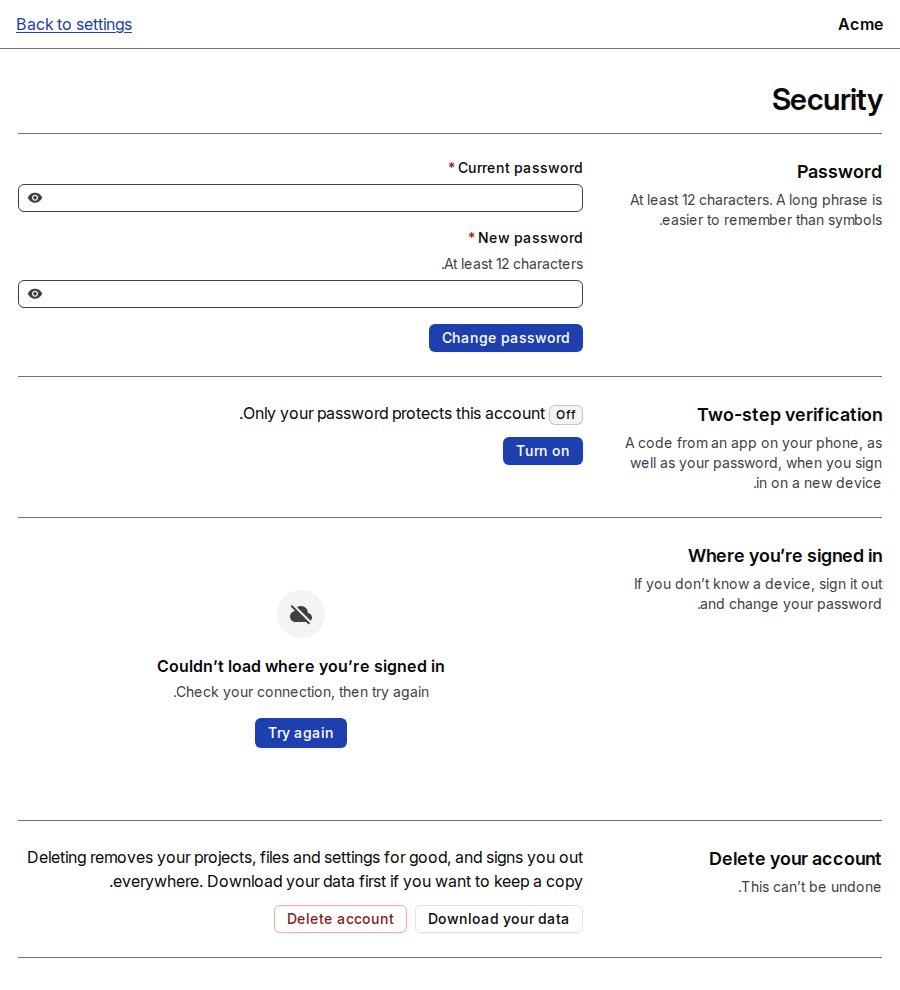 Acme
Back to settings
Security
Password
At least 12 characters. A long phrase is
easier to remember than symbols.
Current password *
New password *
At least 12 characters.
Change password
Two-step verification
A code from an app on your phone, as
well as your password, when you sign
in on a new device.
Off Only your password protects this account.
Turn on
Where you’re signed in
If you don’t know a device, sign it out
and change your password.
Couldn’t load where you’re signed in
Check your connection, then try again.
Try again
Delete your account
This can’t be undone.
Deleting removes your projects, files and settings for good, and signs you out
everywhere. Download your data first if you want to keep a copy.
Download your data
Delete account